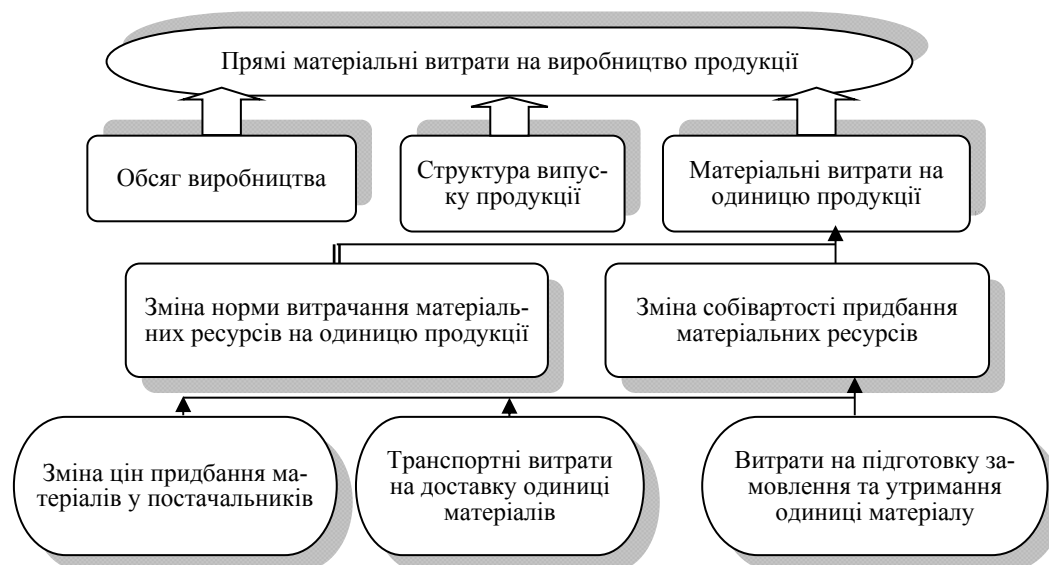 Прямі матеріальні витрати на виробництво продукції
Обсяг виробництва
Структура випус-
ку продукції
Матеріальні витрати на
одиницю продукції
Зміна норми витрачання матеріаль-
них ресурсів на одиницю продукції
Зміна собівартості придбання
матеріальних ресурсів
Зміна цін придбання ма-
теріалів у постачальників
Транспортні витрати
на доставку одиниці
матеріалів
Витрати на підготовку за-
мовлення та утримання
одиниці матеріалу